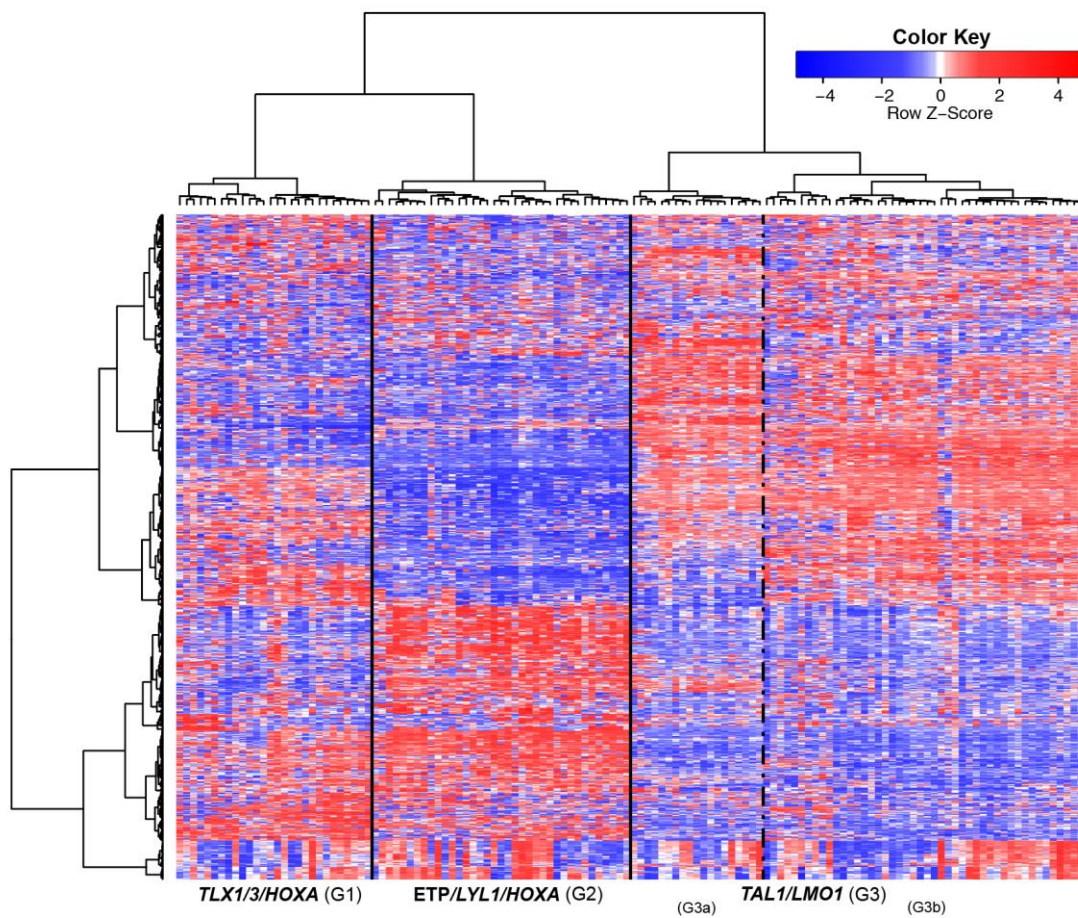 Color Key
−4 −2 0 2 4
Row Z−Score
TLX1/3/HOXA (G1) ETP/LYL1/HOXA (G2) TAL1/LMO1 (G3)
(G3a) (G3b)